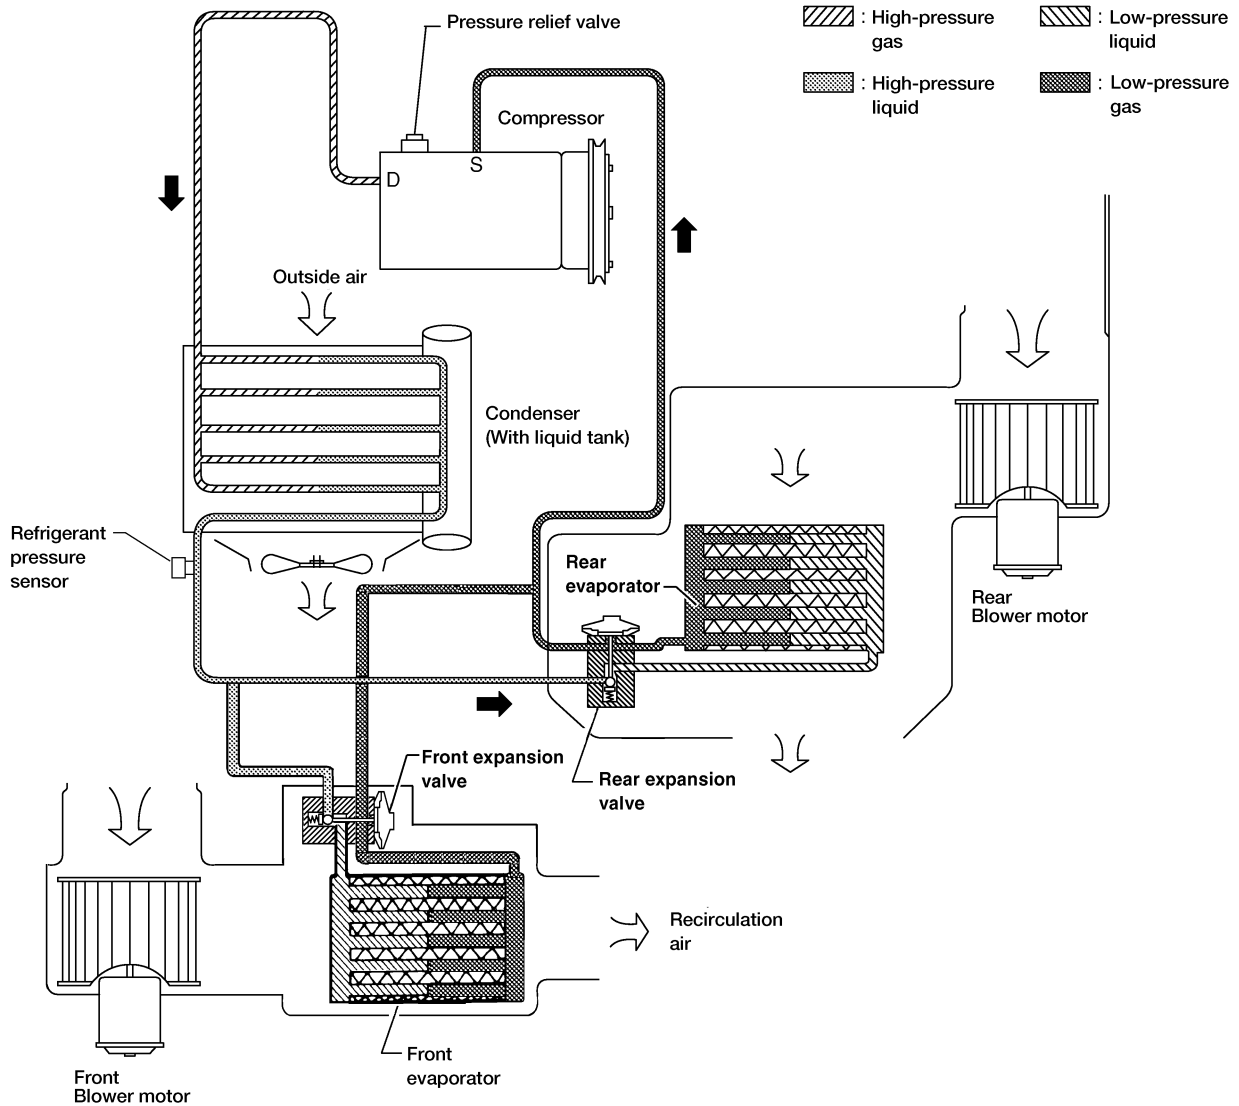 Pressure relief valve
: High-pressure
gas
: Low-pressure
liquid
: High-pressure
liquid
: Low-pressure
gas
Compressor
S
D
Outside air
Condenser
(With liquid tank)
Refrigerant
pressure
sensor
Rear
evaporator
Rear
Blower motor
Front expansion
valve
Rear expansion
valve
Recirculation
air
Front
evaporator
Front
Blower motor